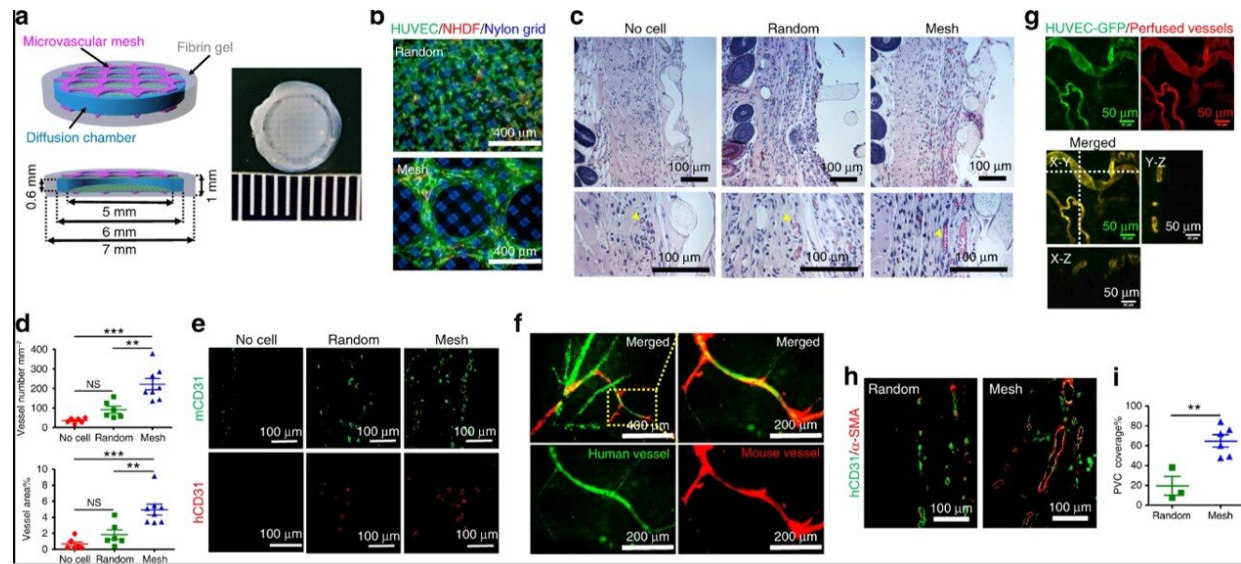 a
Microvascular mesh
Fibrin gel
Diffusion chamber
0.6 mm
1 mm
5 mm
6 mm
7 mm
b
HUVEC/NHDF/Nylon grid
Random
400 μm
Mesh
400 μm
c
No cell Random Mesh
100 μm 100 μm 100 μm
100 μm 100 μm 100 μm
g
HUVEC-GFP/Perfused vessels
50 μm 50 μm
Merged
X-Y Y-Z
50 μm 50 μm
X-Z
50 μm
d
***
**
NS
Vessel number mm⁻²
400
300
200
100
0
No cell Random Mesh
***
**
NS
Vessel area%
10
8
6
4
2
0
No cell Random Mesh
e
No cell Random Mesh
mCD31
100 μm 100 μm 100 μm
hCD31
100 μm 100 μm 100 μm
f
Merged Merged
400 μm 200 μm
Human vessel Mouse vessel
200 μm 200 μm
h
hCD31/α-SMA
Random Mesh
100 μm 100 μm
i
**
PVC coverage%
100
80
60
40
20
0
Random Mesh